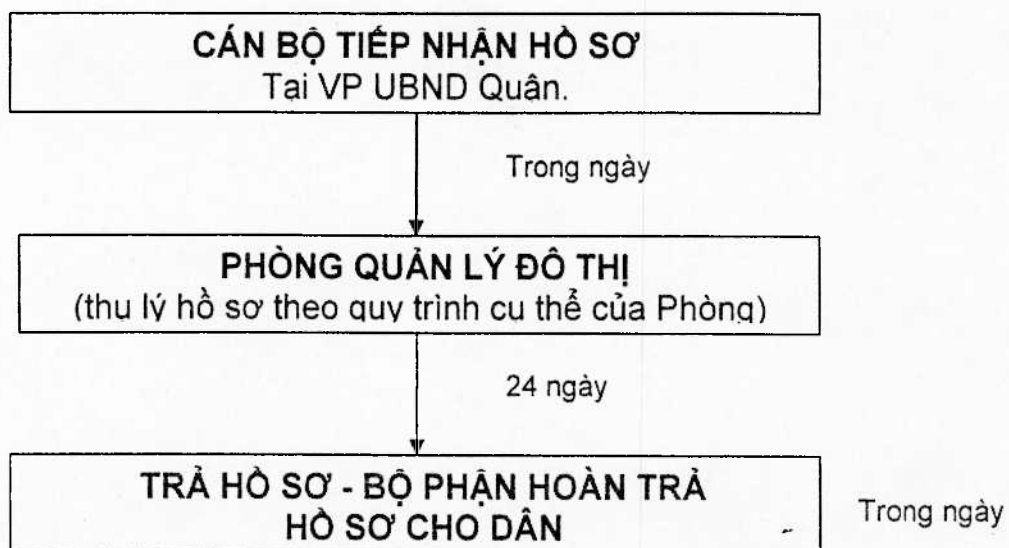 CÁN BỘ TIẾP NHẬN HỒ SƠ
Tại VP UBND Quận.
Trong ngày
PHÒNG QUẢN LÝ ĐÔ THỊ
(thụ lý hồ sơ theo quy trình cụ thể của Phòng)
24 ngày
TRẢ HỒ SƠ - BỘ PHẬN HOÀN TRẢ
HỒ SƠ CHO DÂN
Trong ngày